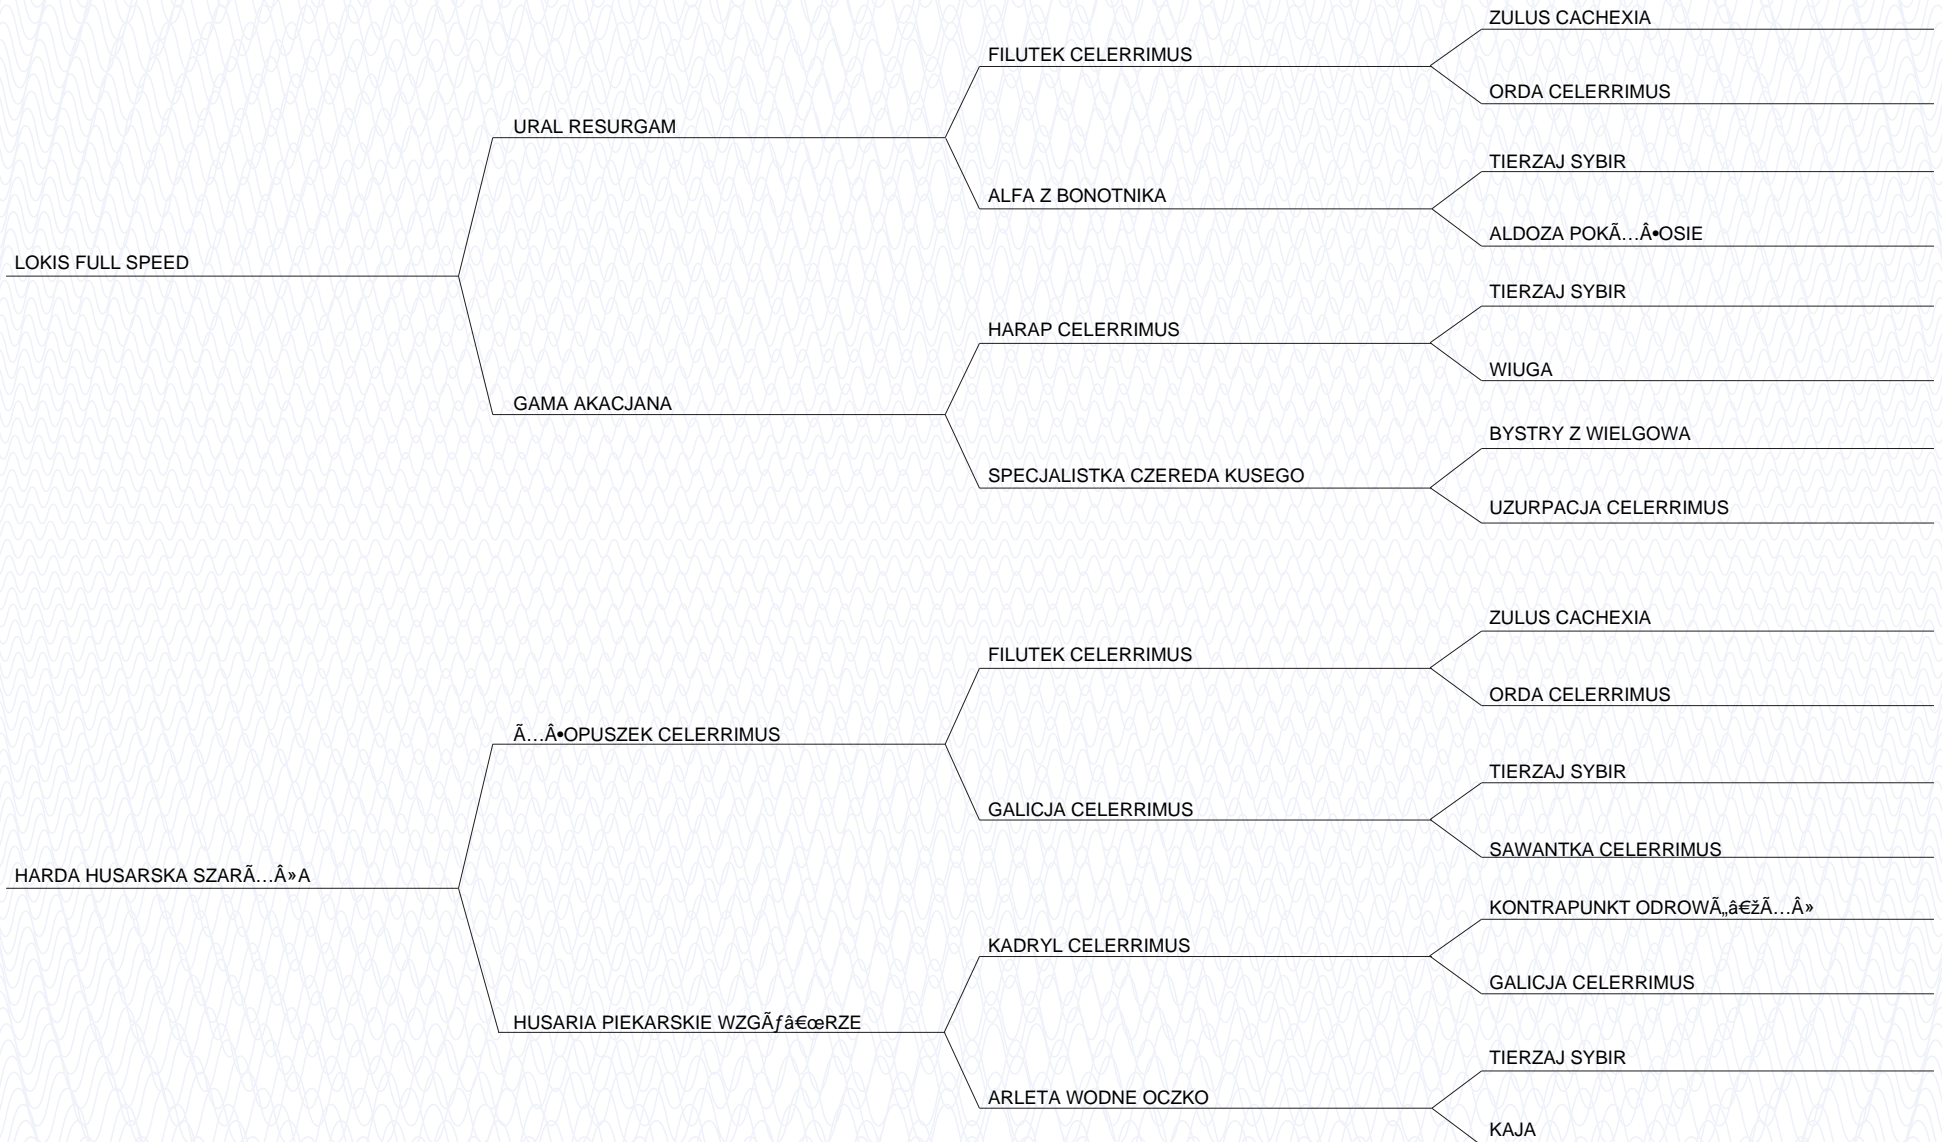 ZULUS CACHEXIA
FILUTEK CELERRIMUS
ORDA CELERRIMUS
URAL RESURGAM
TIERZAJ SYBIR
ALFA Z BONOTNIKA
ALDOZA POKÃ…Â•OSIE
LOKIS FULL SPEED
TIERZAJ SYBIR
HARAP CELERRIMUS
WIUGA
GAMA AKACJANA
BYSTRY Z WIELGOWA
SPECJALISTKA CZEREDA KUSEGO
UZURPACJA CELERRIMUS
ZULUS CACHEXIA
FILUTEK CELERRIMUS
ORDA CELERRIMUS
Ã…Â•OPUSZEK CELERRIMUS
TIERZAJ SYBIR
GALICJA CELERRIMUS
SAWANTKA CELERRIMUS
HARDA HUSARSKA SZARÃ…Â»A
KONTRAPUNKT ODROWÃ„â€žÃ…Â»
KADRYL CELERRIMUS
GALICJA CELERRIMUS
HUSARIA PIEKARSKIE WZGÃƒâ€œRZE
TIERZAJ SYBIR
ARLETA WODNE OCZKO
KAJA